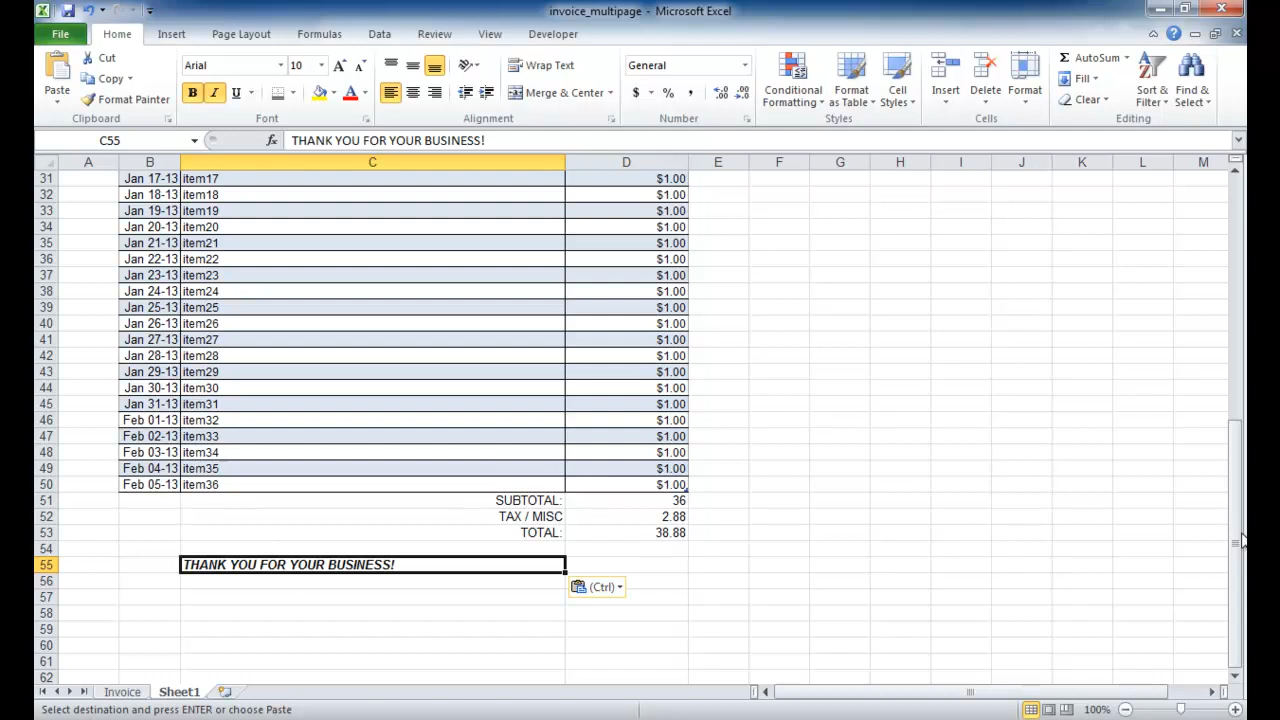 invoice_multipage - Microsoft Excel
File Home Insert Page Layout Formulas Data Review View Developer
Paste
Cut
Copy
Format Painter
Clipboard
Arial 10
B I U
Font
Wrap Text
Merge & Center
Alignment
General
$ % ,
Number
Conditional Formatting
Format as Table
Cell Styles
Styles
Insert Delete Format
Cells
AutoSum
Fill
Clear
Sort & Filter
Find & Select
Editing
C55 fx THANK YOU FOR YOUR BUSINESS!
A B C D E F G H I J K L M
31 Jan 17-13 item17 $1.00
32 Jan 18-13 item18 $1.00
33 Jan 19-13 item19 $1.00
34 Jan 20-13 item20 $1.00
35 Jan 21-13 item21 $1.00
36 Jan 22-13 item22 $1.00
37 Jan 23-13 item23 $1.00
38 Jan 24-13 item24 $1.00
39 Jan 25-13 item25 $1.00
40 Jan 26-13 item26 $1.00
41 Jan 27-13 item27 $1.00
42 Jan 28-13 item28 $1.00
43 Jan 29-13 item29 $1.00
44 Jan 30-13 item30 $1.00
45 Jan 31-13 item31 $1.00
46 Feb 01-13 item32 $1.00
47 Feb 02-13 item33 $1.00
48 Feb 03-13 item34 $1.00
49 Feb 04-13 item35 $1.00
50 Feb 05-13 item36 $1.00
51 SUBTOTAL: 36
52 TAX / MISC 2.88
53 TOTAL: 38.88
54
55 THANK YOU FOR YOUR BUSINESS!
56
(Ctrl)
57
58
59
60
61
62
Invoice Sheet1
Select destination and press ENTER or choose Paste 100%